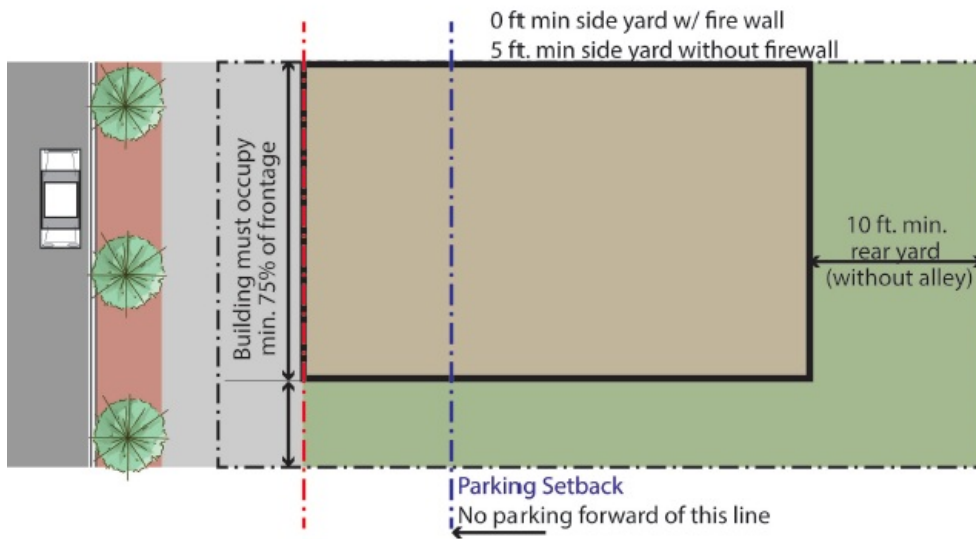 0 ft min side yard w/ fire wall
5 ft. min side yard without firewall
Building must occupy
min. 75% of frontage
10 ft. min.
rear yard
(without alley)
Parking Setback
No parking forward of this line